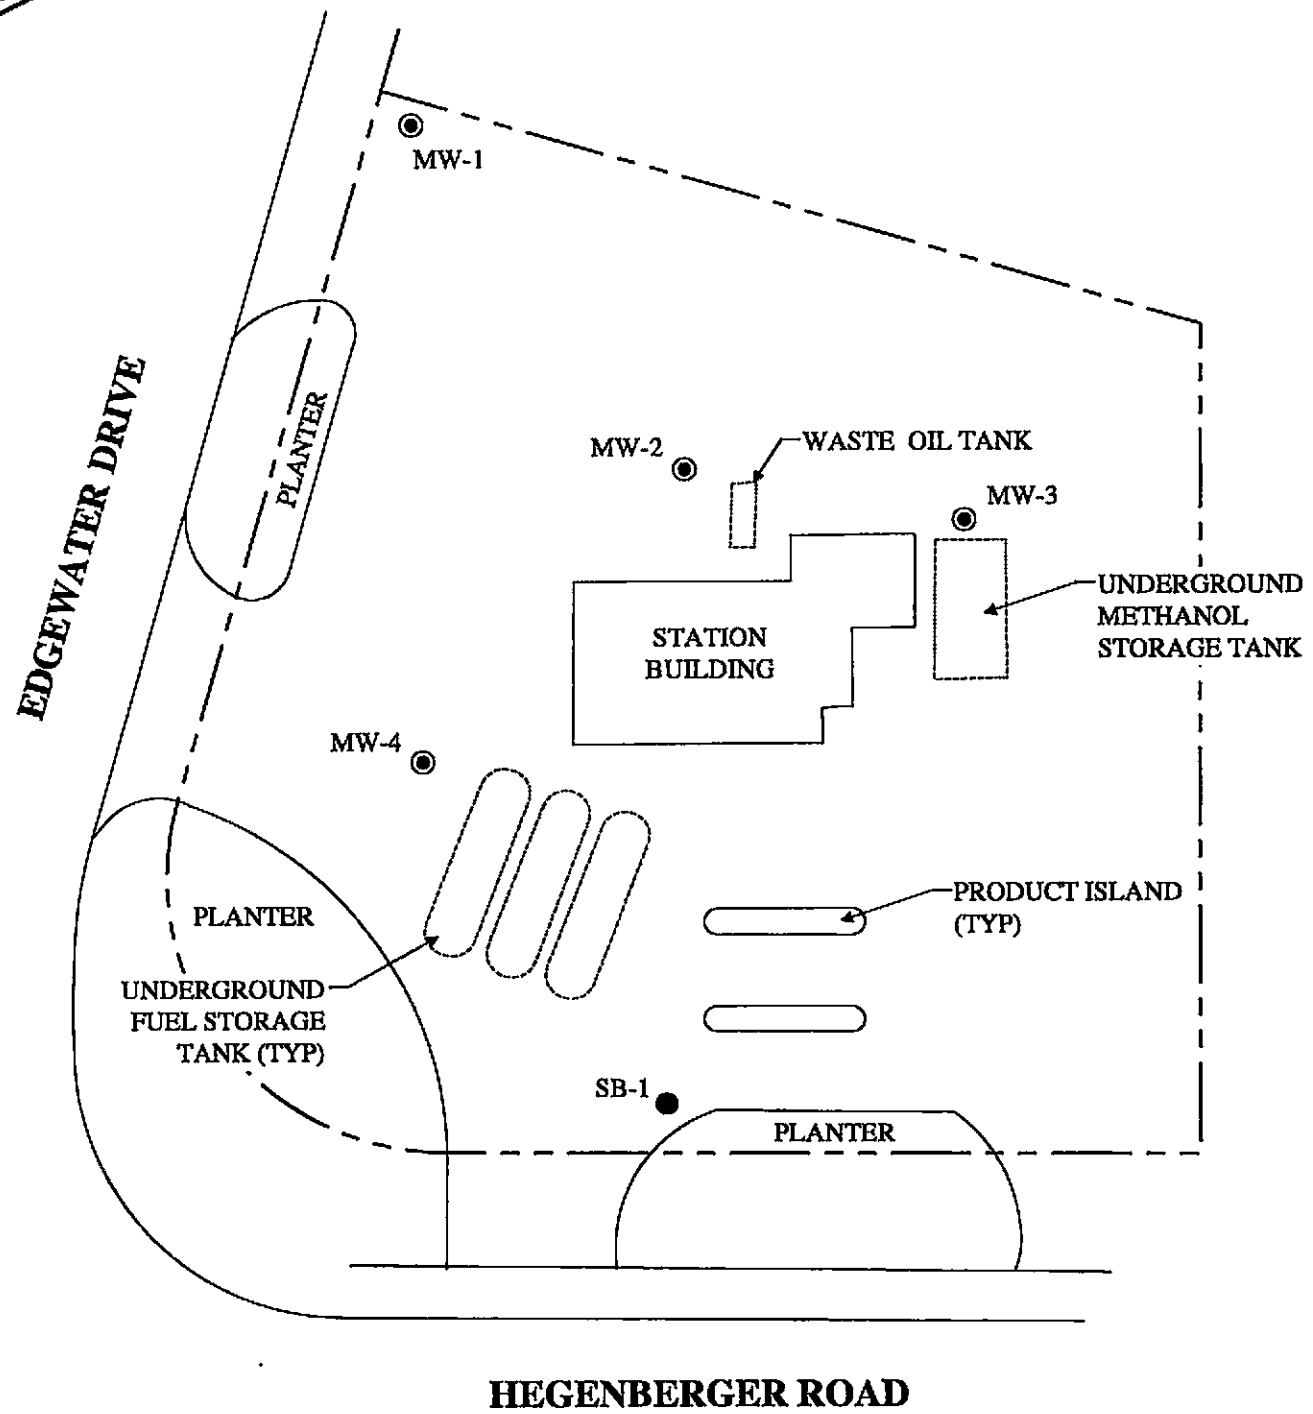 MW-1
PLANTER
EDGEWATER DRIVE
MW-2
WASTE OIL TANK
MW-3
UNDERGROUND
METHANOL
STORAGE TANK
STATION
BUILDING
MW-4
PLANTER
PRODUCT ISLAND
(TYP)
UNDERGROUND
FUEL STORAGE
TANK (TYP)
SB-1
PLANTER
HEGENBERGER ROAD